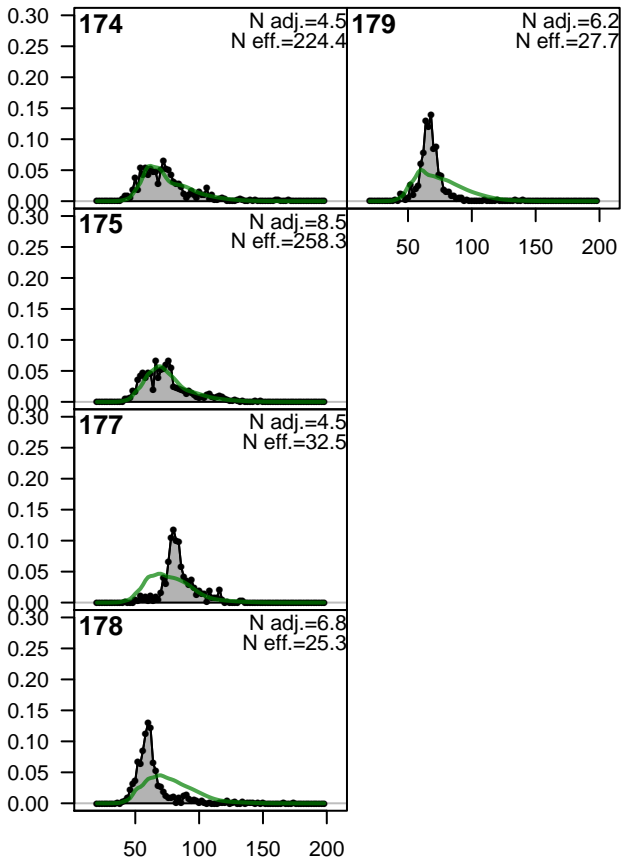 0.30
0.25
0.20
0.15
0.10
0.05
0.00
174
N adj.=4.5
N eff.=224.4
179
N adj.=6.2
N eff.=27.7
50 100 150 200
0.30
0.25
0.20
0.15
0.10
0.05
0.00
175
N adj.=8.5
N eff.=258.3
0.30
0.25
0.20
0.15
0.10
0.05
0.00
177
N adj.=4.5
N eff.=32.5
0.30
0.25
0.20
0.15
0.10
0.05
0.00
178
N adj.=6.8
N eff.=25.3
50 100 150 200